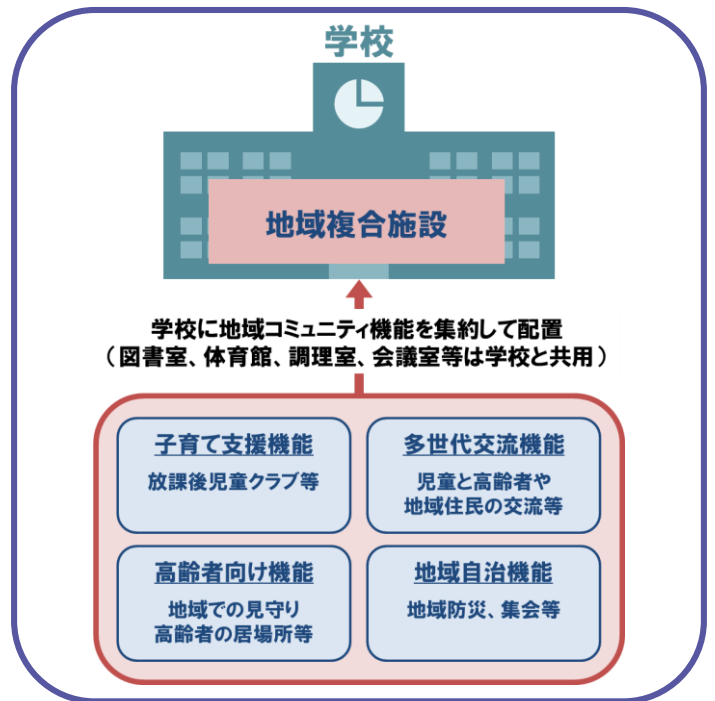 学校
地域複合施設
学校に地域コミュニティ機能を集約して配置
（図書室、体育館、調理室、会議室等は学校と共用）
子育て支援機能
放課後児童クラブ等
多世代交流機能
児童と高齢者や
地域住民の交流等
高齢者向け機能
地域での見守り
高齢者の居場所等
地域自治機能
地域防災、集会等